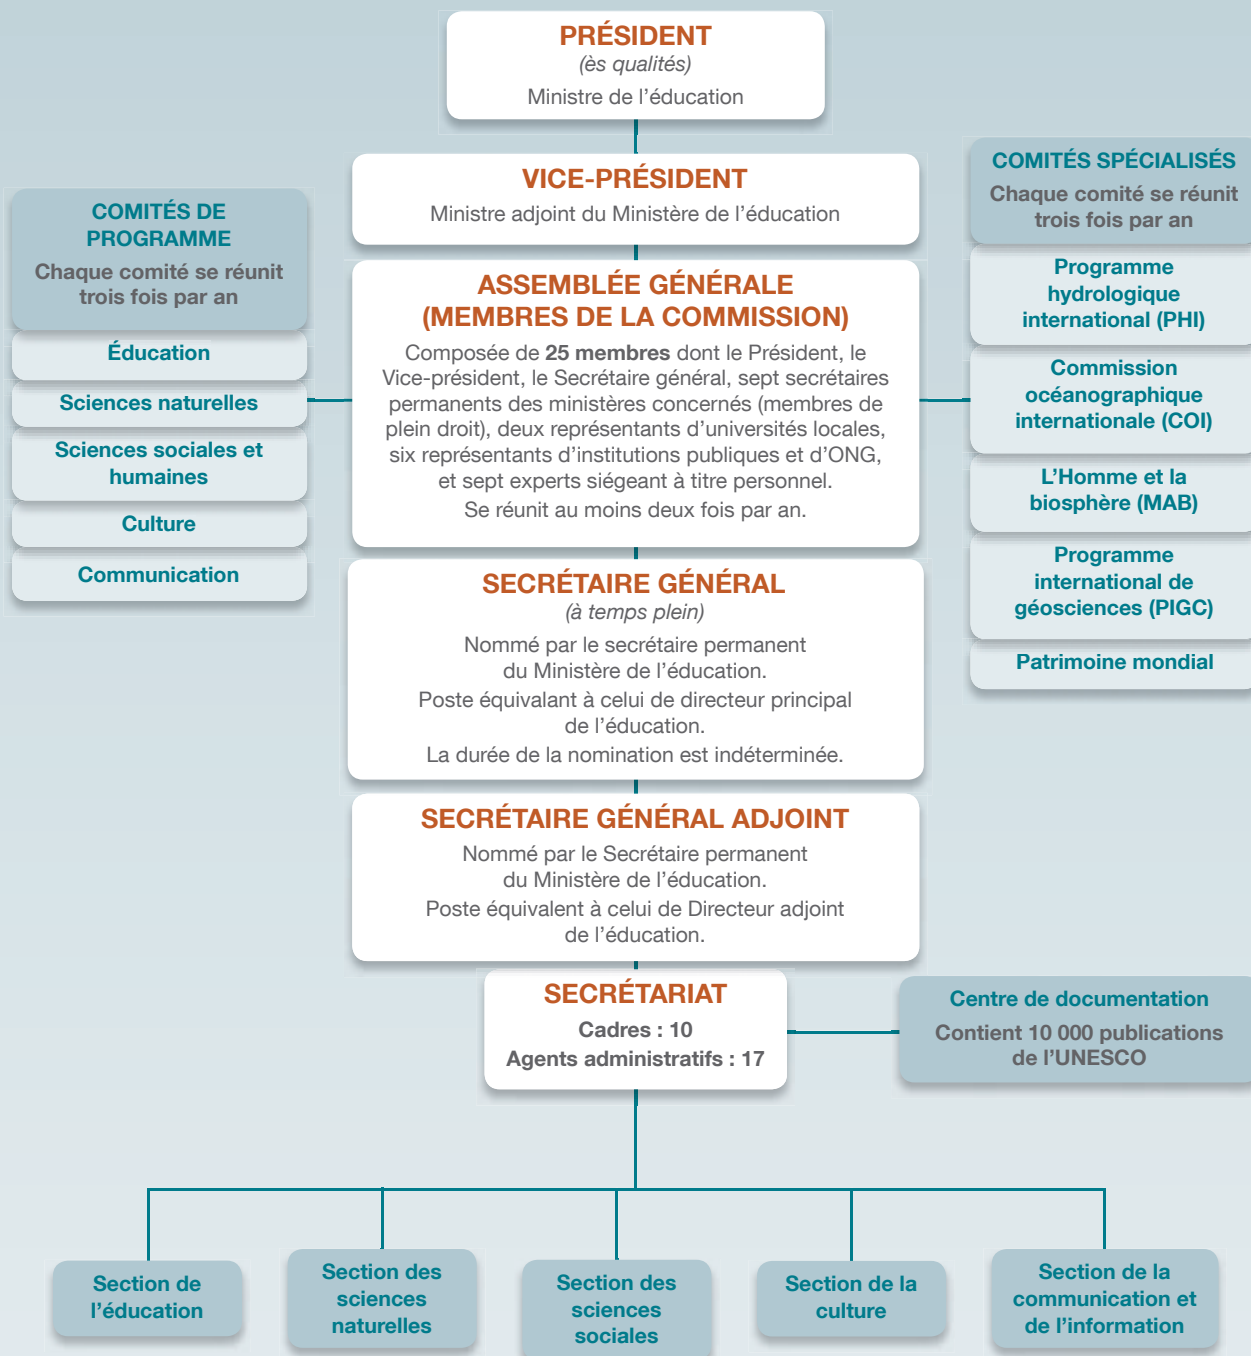 PRÉSIDENT
(ès qualités)
Ministre de l’éducation
VICE-PRÉSIDENT
Ministre adjoint du Ministère de l’éducation
COMITÉS DE
PROGRAMME
Chaque comité se réunit
trois fois par an
Éducation
Sciences naturelles
Sciences sociales et
humaines
Culture
Communication
ASSEMBLÉE GÉNÉRALE
(MEMBRES DE LA COMMISSION)
Composée de 25 membres dont le Président, le
Vice-président, le Secrétaire général, sept secrétaires
permanents des ministères concernés (membres de
plein droit), deux représentants d’universités locales,
six représentants d’institutions publiques et d’ONG,
et sept experts siégeant à titre personnel.
Se réunit au moins deux fois par an.
COMITÉS SPÉCIALISÉS
Chaque comité se réunit
trois fois par an
Programme
hydrologique
international (PHI)
Commission
océanographique
internationale (COI)
L’Homme et la
biosphère (MAB)
Programme
international de
géosciences (PIGC)
Patrimoine mondial
SECRÉTAIRE GÉNÉRAL
(à temps plein)
Nommé par le secrétaire permanent
du Ministère de l’éducation.
Poste équivalant à celui de directeur principal
de l’éducation.
La durée de la nomination est indéterminée.
SECRÉTAIRE GÉNÉRAL ADJOINT
Nommé par le Secrétaire permanent
du Ministère de l’éducation.
Poste équivalent à celui de Directeur adjoint
de l’éducation.
SECRÉTARIAT
Cadres : 10
Agents administratifs : 17
Centre de documentation
Contient 10 000 publications
de l’UNESCO
Section de
l’éducation
Section des
sciences
naturelles
Section des
sciences
sociales
Section de la
culture
Section de la
communication et
de l’information